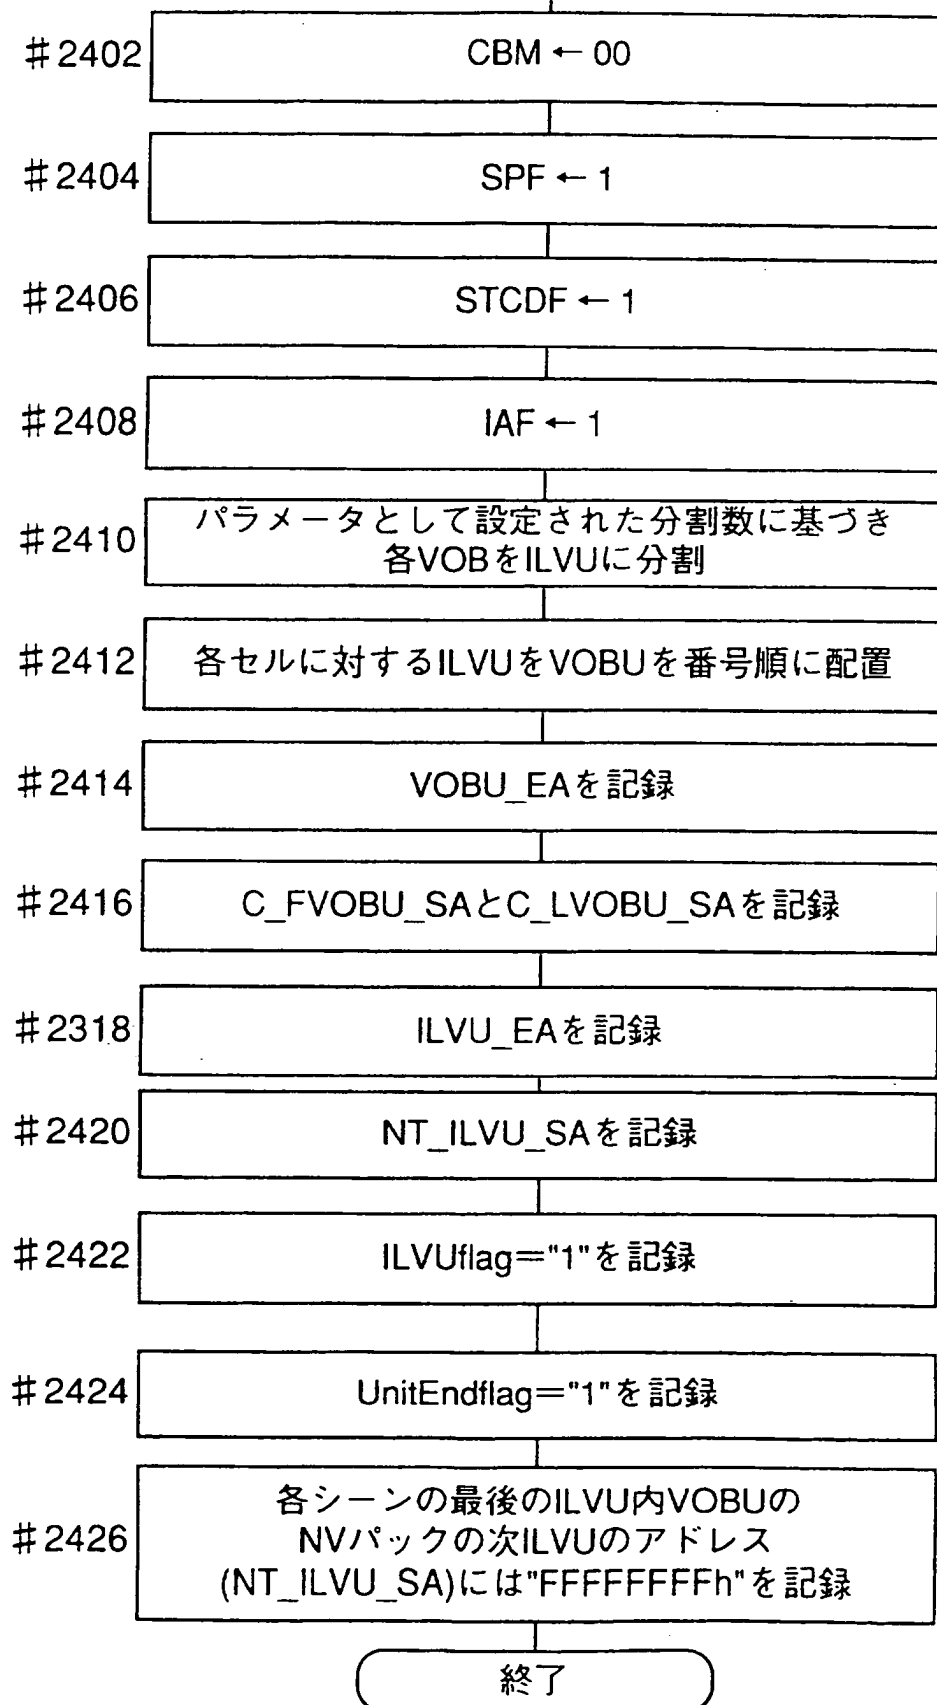 #2402 CBM ← 00
#2404 SPF ← 1
#2406 STCDF ← 1
#2408 IAF ← 1
パラメータとして設定された分割数に基づき
#2410 各VOBをILVUに分割
#2412 各セルに対するILVUをVOBUを番号順に配置
#2414 VOBU_EAを記録
#2416 C_FVOBU_SAとC_LVOBU_SAを記録
#2318 ILVU_EAを記録
#2420 NT_ILVU_SAを記録
#2422 ILVUflag="1"を記録
#2424 UnitEndflag="1"を記録
各シーンの最後のILVU内VOBUの
#2426 NVパックの次ILVUのアドレス
(NT_ILVU_SA)には"FFFFFFFFh"を記録
終了